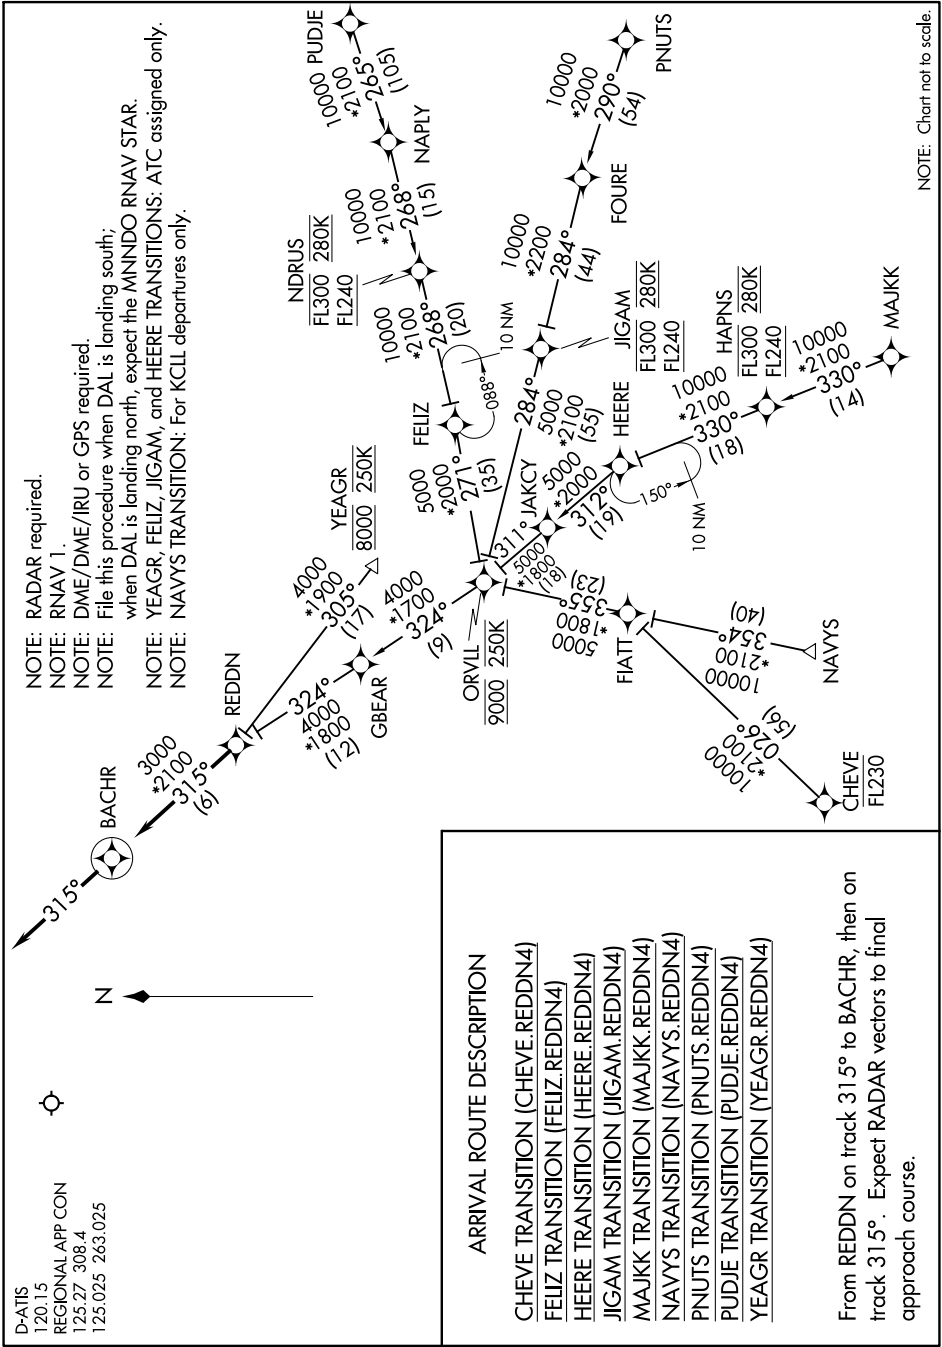 D-ATIS
120.15
REGIONAL APP CON
125.27 308.4
125.025 263.025
N
NOTE: RADAR required.
NOTE: RNAV 1.
NOTE: DME/DME/IRU or GPS required.
NOTE: File this procedure when DAL is landing south;
when DAL is landing north, expect the MNNDO RNAV STAR.
NOTE: YEAGR, FELIZ, JIGAM, and HEERE TRANSITIONS: ATC assigned only.
NOTE: NAVYS TRANSITION: For KCLL departures only.
315°
BACHR
3000
*2100
315°
(6)
REDDN
4000
*1900
305°
(17)
YEAGR
8000 250K
324°
4000
*1800
(12)
GBEAR
4000
*1700
324°
(9)
ORVLL
9000 250K
5000
*2000
271°
(35)
FELIZ
088°
10 NM
10000
*2100
268°
(20)
NDRUS
FL300 280K
FL240
10000
*2100
268°
(15)
NAPLY
10000
*2100
265°
(105)
PUDJE
284°
5000
*2100
(55)
JIGAM
FL300 280K
FL240
10000
*2200
284°
(44)
FOURE
10000
*2000
290°
(54)
PNUTS
311°
5000
*1800
(18)
JAKCY
5000
*2000
312°
(19)
HEERE
150°
10 NM
10000
*2100
330°
(18)
HAPNS
FL300 280K
FL240
10000
*2100
330°
(14)
MAJKK
(23)
355°
*1800
5000
FIATT
(40)
354°
*2100
10000
NAVYS
(56)
026°
*2100
10000
CHEVE
FL230
NOTE: Chart not to scale.
ARRIVAL ROUTE DESCRIPTION
CHEVE TRANSITION (CHEVE.REDDN4)
FELIZ TRANSITION (FELIZ.REDDN4)
HEERE TRANSITION (HEERE.REDDN4)
JIGAM TRANSITION (JIGAM.REDDN4)
MAJKK TRANSITION (MAJKK.REDDN4)
NAVYS TRANSITION (NAVYS.REDDN4)
PNUTS TRANSITION (PNUTS.REDDN4)
PUDJE TRANSITION (PUDJE.REDDN4)
YEAGR TRANSITION (YEAGR.REDDN4)
From REDDN on track 315° to BACHR, then on
track 315°. Expect RADAR vectors to final
approach course.